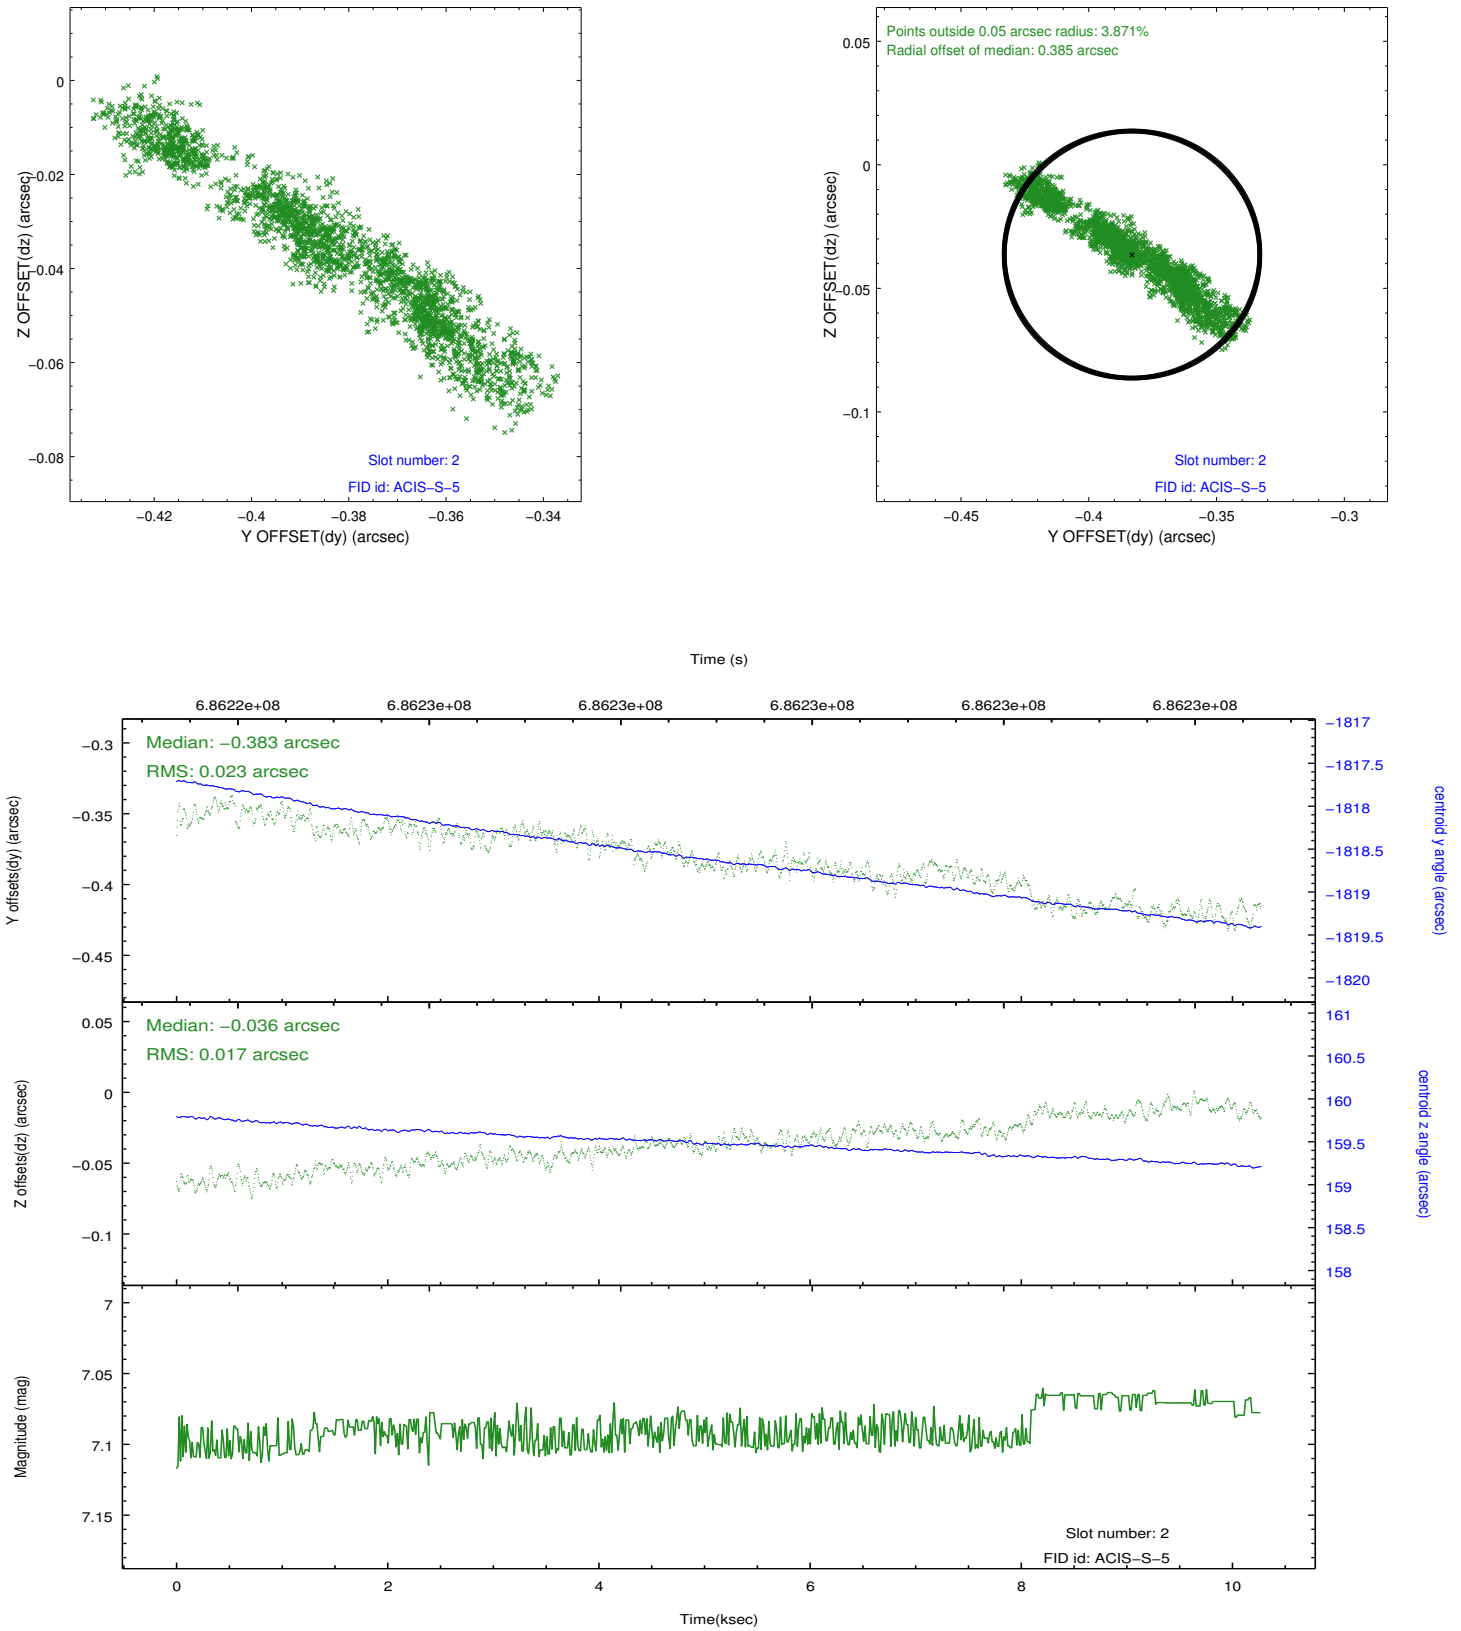 0
−0.02
−0.04
−0.06
−0.08
Z OFFSET(dz) (arcsec)
Slot number: 2
FID id: ACIS−S−5
−0.42
−0.4
−0.38
−0.36
−0.34
Y OFFSET(dy) (arcsec)
Points outside 0.05 arcsec radius: 3.871%
Radial offset of median: 0.385 arcsec
0.05
0
−0.05
−0.1
Z OFFSET(dz) (arcsec)
Slot number: 2
FID id: ACIS−S−5
−0.45
−0.4
−0.35
−0.3
Y OFFSET(dy) (arcsec)
Time (s)
6.8622e+08
6.8623e+08
6.8623e+08
6.8623e+08
6.8623e+08
6.8623e+08
Median: −0.383 arcsec
RMS: 0.023 arcsec
−0.3
−0.35
−0.4
−0.45
Y offsets(dy) (arcsec)
−1817
−1817.5
−1818
−1818.5
−1819
−1819.5
−1820
centroid y angle (arcsec)
Median: −0.036 arcsec
RMS: 0.017 arcsec
0.05
0
−0.05
−0.1
Z offsets(dz) (arcsec)
161
160.5
160
159.5
159
158.5
158
centroid z angle (arcsec)
7
7.05
7.1
7.15
Magnitude (mag)
Slot number: 2
FID id: ACIS−S−5
0
2
4
6
8
10
Time(ksec)